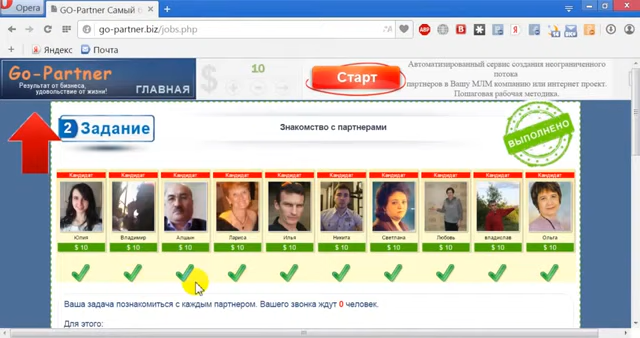 Opera
GO-Partner Самый б
go-partner.biz/jobs.php
Яндекс
Почта
Go-Partner
Результат от бизнеса,
удовольствие от жизни!
ГЛАВНАЯ
$
10
Старт
Автоматизированный сервис создания неограниченного
потока
партнеров в Вашу МЛМ компанию или интернет проект.
Пошаговая рабочая методика.
2 Задание
Знакомство с партнерами
ВЫПОЛНЕНО
Кандидат Кандидат Кандидат Кандидат Кандидат Кандидат Кандидат Кандидат Кандидат Кандидат
Юлия Владимир Алшын Лариса Илья Никита Светлана Любовь владислав Ольга
$ 10 $ 10 $ 10 $ 10 $ 10 $ 10 $ 10 $ 10 $ 10 $ 10
Ваша задача познакомиться с каждым партнером. Вашего звонка ждут 0 человек.
Для этого: